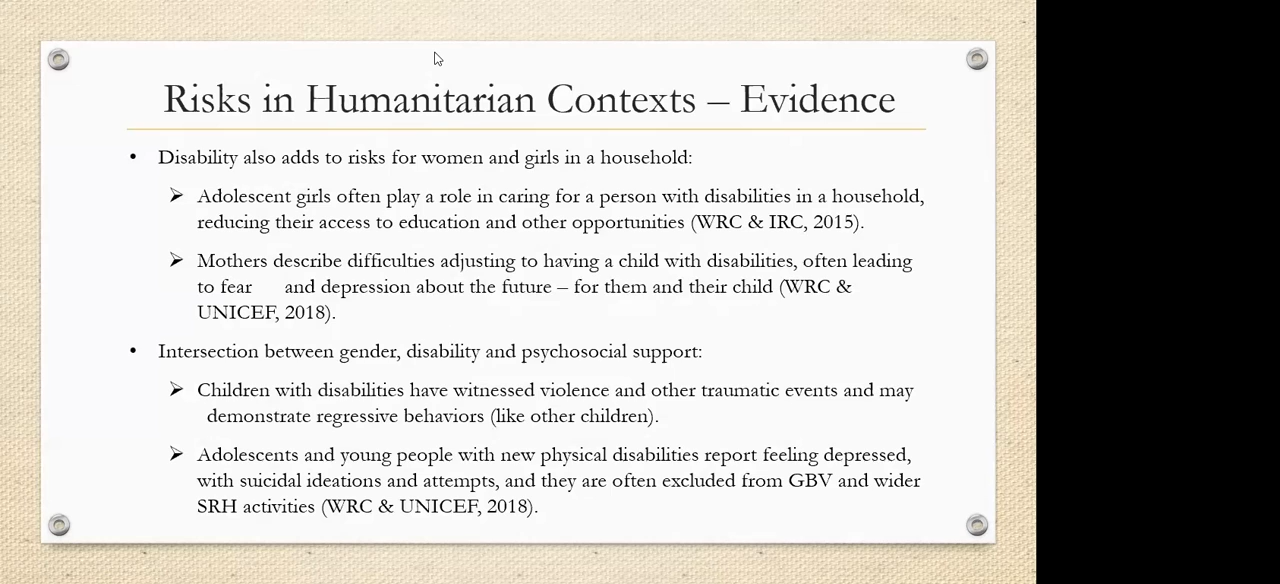 Risks in Humanitarian Contexts – Evidence
• Disability also adds to risks for women and girls in a household:
➢ Adolescent girls often play a role in caring for a person with disabilities in a household,
reducing their access to education and other opportunities (WRC & IRC, 2015).
➢ Mothers describe difficulties adjusting to having a child with disabilities, often leading
to fear and depression about the future – for them and their child (WRC &
UNICEF, 2018).
• Intersection between gender, disability and psychosocial support:
➢ Children with disabilities have witnessed violence and other traumatic events and may
demonstrate regressive behaviors (like other children).
➢ Adolescents and young people with new physical disabilities report feeling depressed,
with suicidal ideations and attempts, and they are often excluded from GBV and wider
SRH activities (WRC & UNICEF, 2018).